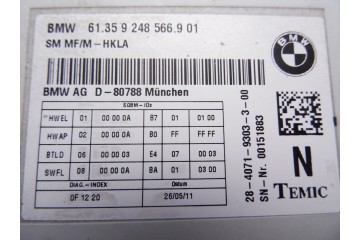 BMW 61.35 9 248 566.9 01
SM MF/M-HKLA
BMW
BMW AG D-80788 München
SGBM-IDs
HWEL 01 00 00 0A B7 01 01 00
HWAP 02 00 00 0A B0 FF FF FF
BTLD 06 00 00 03 E4 07 00 03
SWFL 08 00 00 0A BA 01 03 00
DIAG.-INDEX Datum
0F 12 20 26/05/11
28-4071-9303-3-00
SN-Nr. 00151883
N
TEMIC